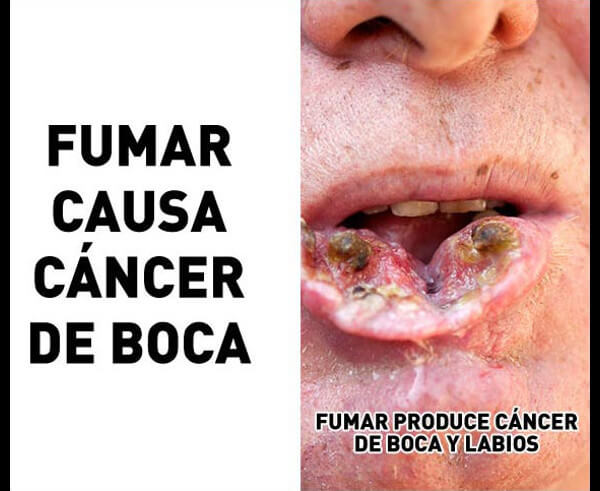 FUMAR
CAUSA
CÁNCER
DE BOCA
FUMAR PRODUCE CÁNCER
DE BOCA Y LABIOS